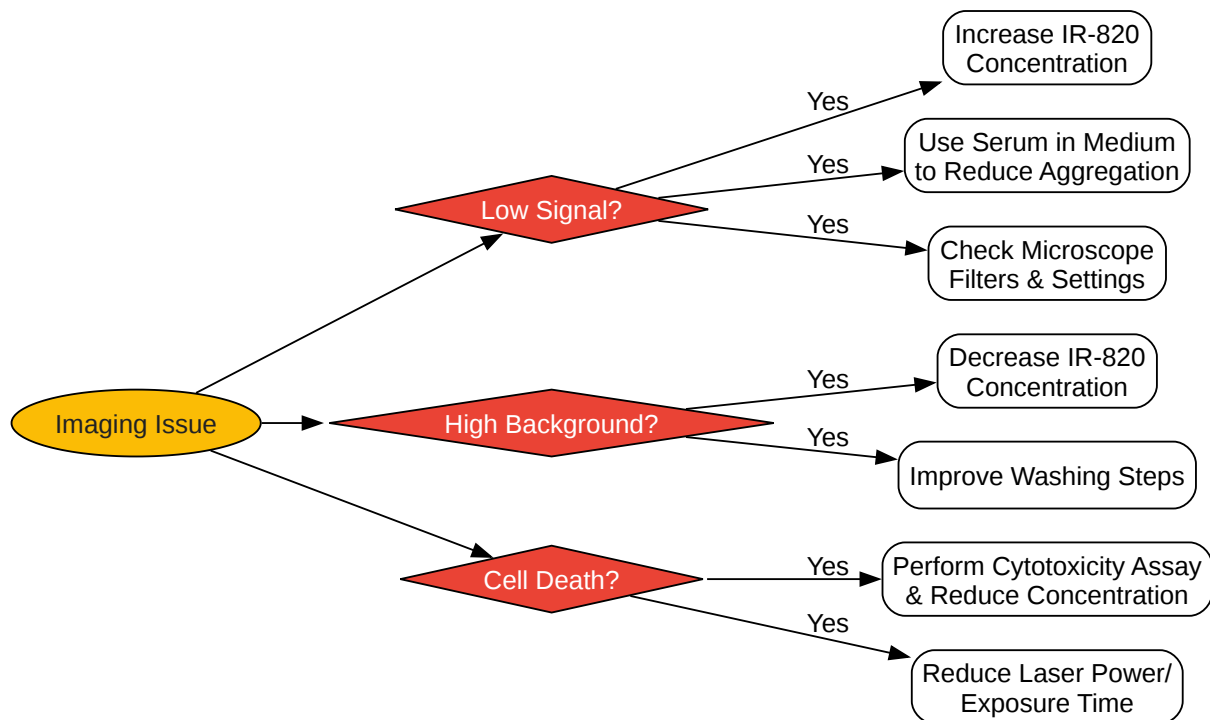 Imaging Issue
Low Signal?
Yes
Increase IR-820
Concentration
Yes
Use Serum in Medium
to Reduce Aggregation
Yes
Check Microscope
Filters & Settings
High Background?
Yes
Decrease IR-820
Concentration
Yes
Improve Washing Steps
Cell Death?
Yes
Perform Cytotoxicity Assay
& Reduce Concentration
Yes
Reduce Laser Power/
Exposure Time